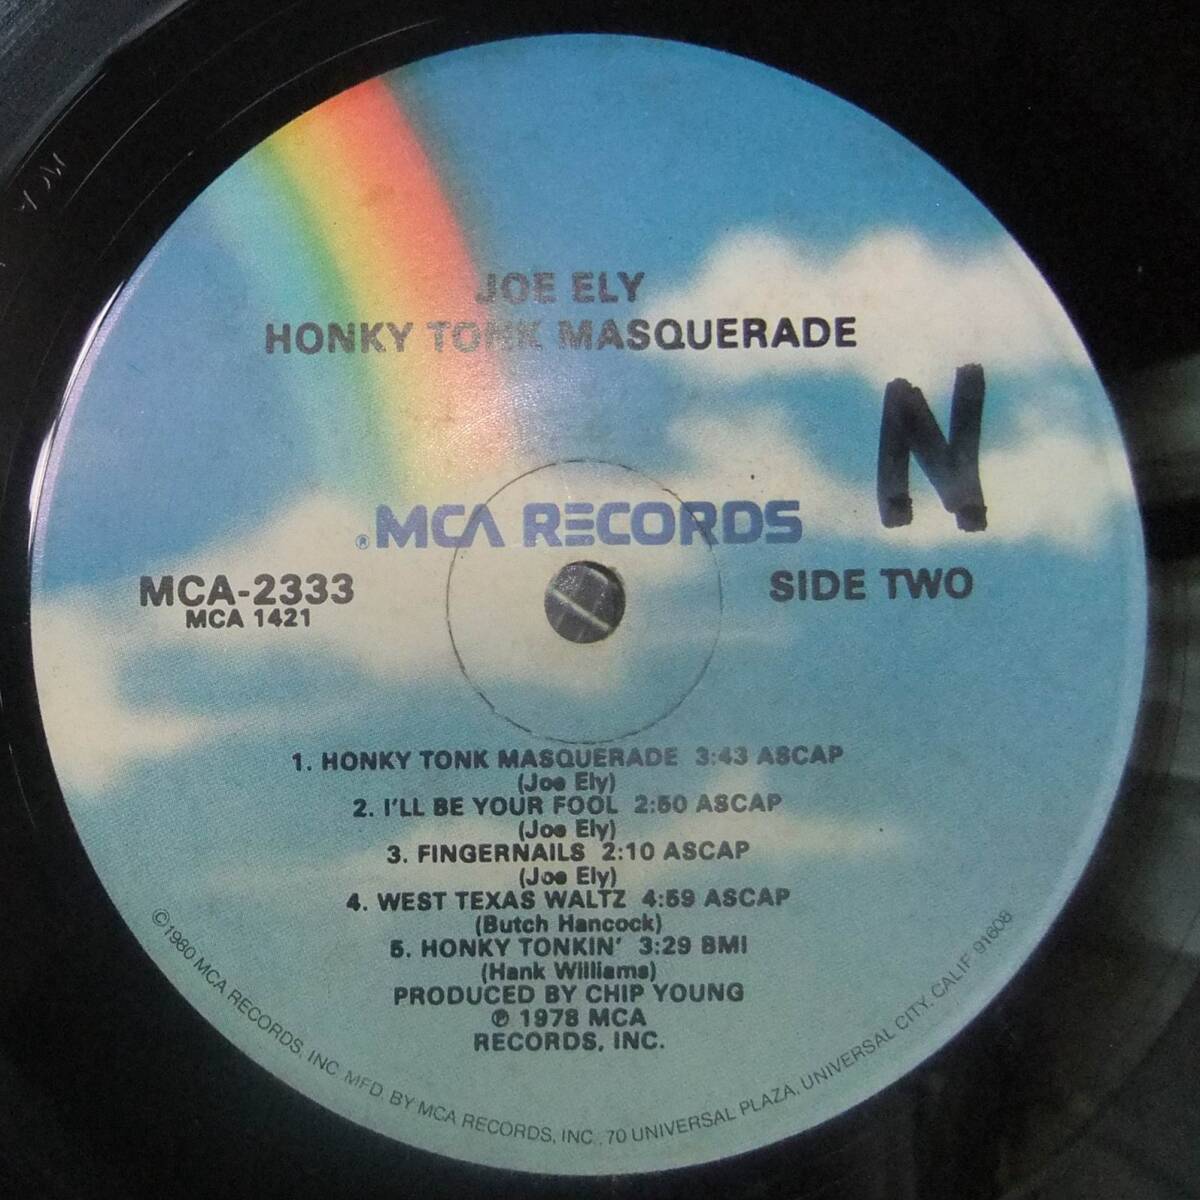 JOE ELY
HONKY TONK MASQUERADE
N
®MCA RECORDS
MCA-2333
MCA 1421
SIDE TWO
1. HONKY TONK MASQUERADE 3:43 ASCAP
(Joe Ely)
2. I'LL BE YOUR FOOL 2:50 ASCAP
(Joe Ely)
3. FINGERNAILS 2:10 ASCAP
(Joe Ely)
4. WEST TEXAS WALTZ 4:59 ASCAP
(Butch Hancock)
5. HONKY TONKIN' 3:29 BMI
(Hank Williams)
PRODUCED BY CHIP YOUNG
℗ 1978 MCA
RECORDS, INC.
©1980 MCA RECORDS, INC. MFD. BY MCA RECORDS, INC., 70 UNIVERSAL PLAZA, UNIVERSAL CITY, CALIF 91608